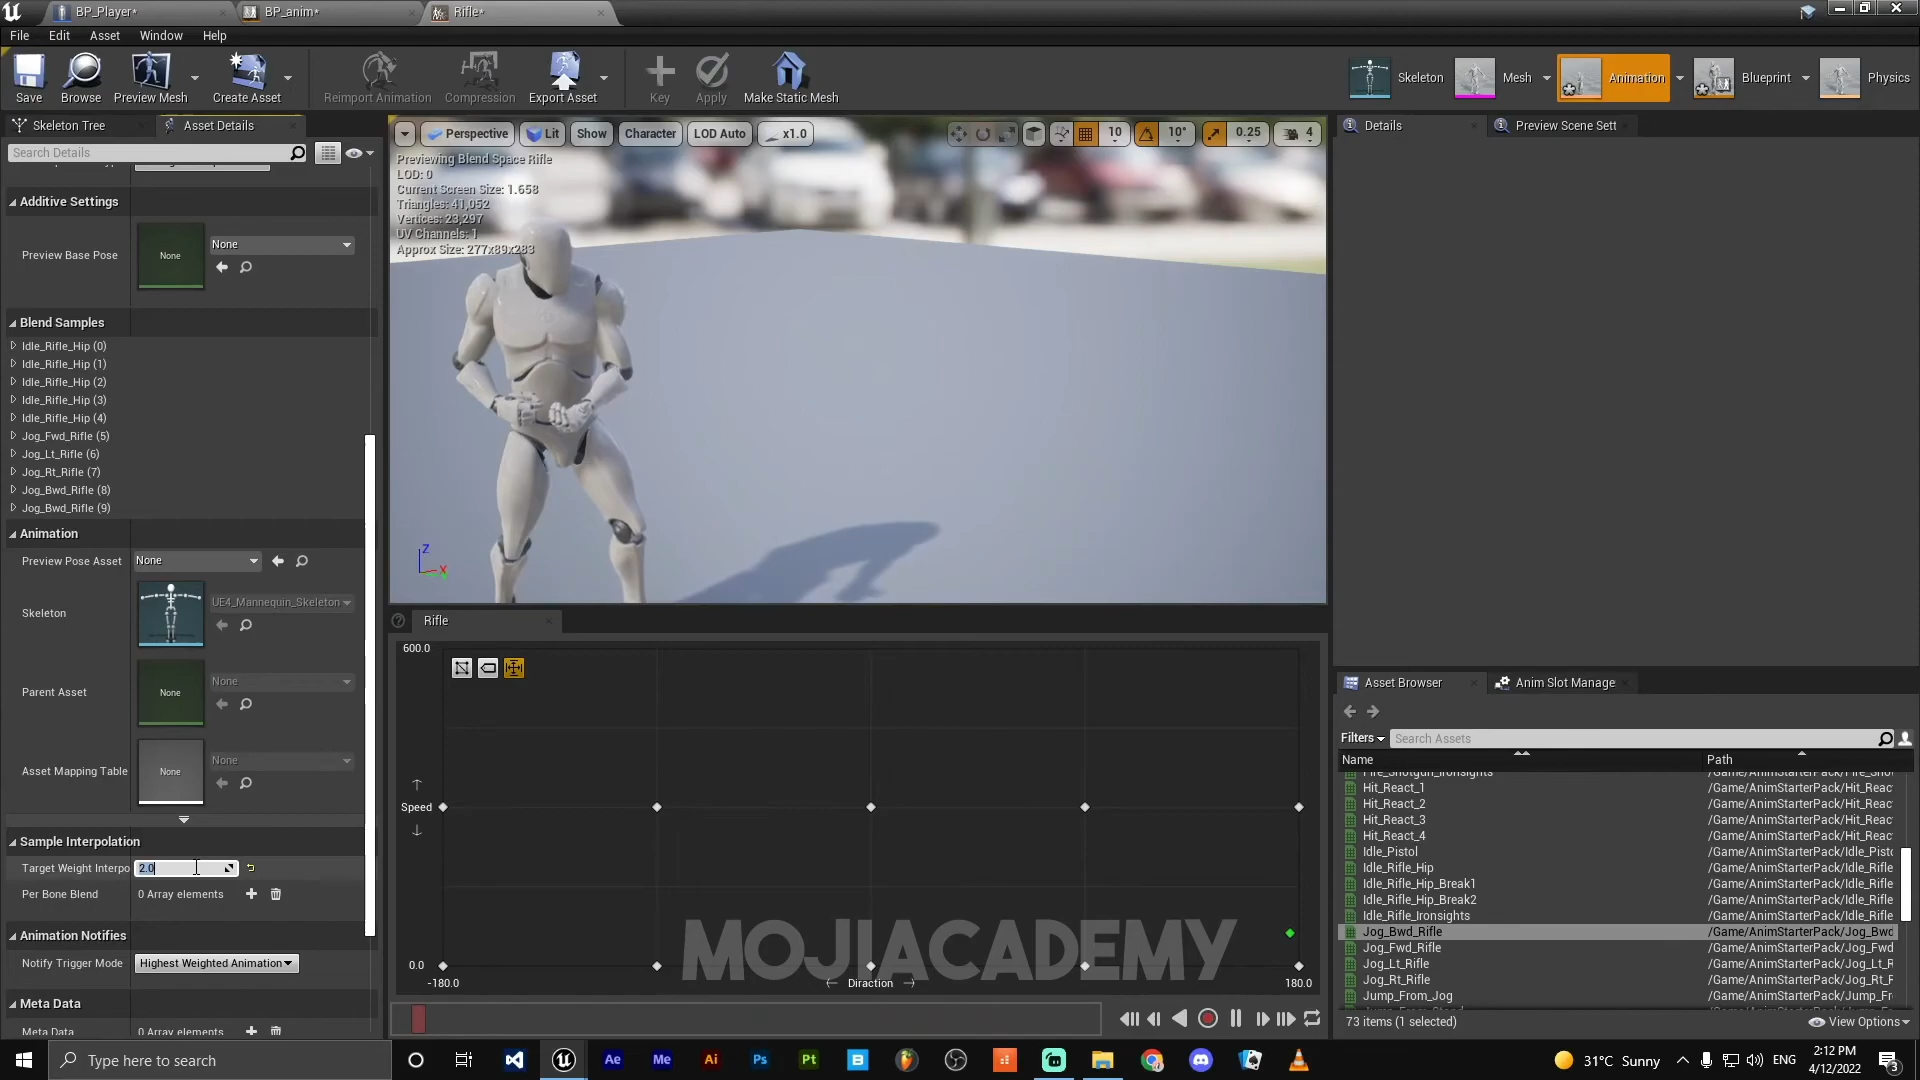 BP_Player*
BP_anim*
Rifle*
File Edit Asset Window Help
Save Browse Preview Mesh Create Asset Reimport Animation Compression Export Asset Key Apply Make Static Mesh
Skeleton Mesh Animation Blueprint Physics
Skeleton Tree Asset Details
Search Details
Additive Settings
Preview Base Pose None None
Blend Samples
Idle_Rifle_Hip (0)
Idle_Rifle_Hip (1)
Idle_Rifle_Hip (2)
Idle_Rifle_Hip (3)
Idle_Rifle_Hip (4)
Jog_Fwd_Rifle (5)
Jog_Lt_Rifle (6)
Jog_Rt_Rifle (7)
Jog_Bwd_Rifle (8)
Jog_Bwd_Rifle (9)
Animation
Preview Pose Asset None
Skeleton UE4_Mannequin_Skeleton
Parent Asset None None
Asset Mapping Table None None
Sample Interpolation
Target Weight Interpo 2.0
Per Bone Blend 0 Array elements
Animation Notifies
Notify Trigger Mode Highest Weighted Animation
Meta Data
Meta Data 0 Array elements
Perspective Lit Show Character LOD Auto x1.0 10 10° 0.25 4
Previewing Blend Space Rifle
LOD: 0
Current Screen Size: 1.658
Triangles: 41,052
Vertices: 23,297
UV Channels: 1
Approx Size: 277x89x283
Z
X
Rifle
600.0
Speed
0.0
-180.0 Direction 180.0
MOJIACADEMY
Details Preview Scene Sett
Asset Browser Anim Slot Manage
Filters Search Assets
Name Path
Fire_Shotgun_Ironsights /Game/AnimStarterPack/Fire_Sho
Hit_React_1 /Game/AnimStarterPack/Hit_Reac
Hit_React_2 /Game/AnimStarterPack/Hit_Reac
Hit_React_3 /Game/AnimStarterPack/Hit_Reac
Hit_React_4 /Game/AnimStarterPack/Hit_Reac
Idle_Pistol /Game/AnimStarterPack/Idle_Pistc
Idle_Rifle_Hip /Game/AnimStarterPack/Idle_Rifle
Idle_Rifle_Hip_Break1 /Game/AnimStarterPack/Idle_Rifle
Idle_Rifle_Hip_Break2 /Game/AnimStarterPack/Idle_Rifle
Idle_Rifle_Ironsights /Game/AnimStarterPack/Idle_Rifle
Jog_Bwd_Rifle /Game/AnimStarterPack/Jog_Bwd
Jog_Fwd_Rifle /Game/AnimStarterPack/Jog_Fwd
Jog_Lt_Rifle /Game/AnimStarterPack/Jog_Lt_R
Jog_Rt_Rifle /Game/AnimStarterPack/Jog_Rt_R
Jump_From_Jog /Game/AnimStarterPack/Jump_Fr
73 items (1 selected) View Options
Type here to search
Ae Me Ai Ps Pt
31°C Sunny ENG 2:12 PM
4/12/2022 3